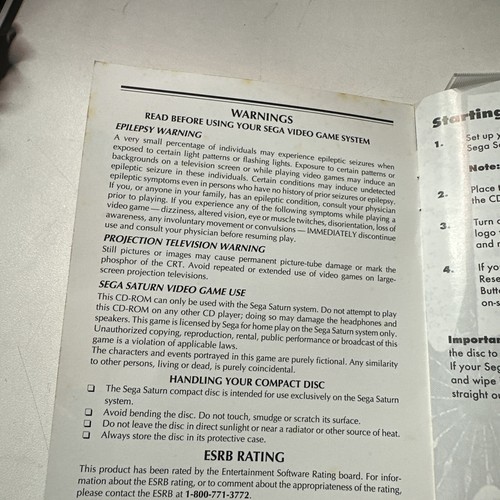 WARNINGS
READ BEFORE USING YOUR SEGA VIDEO GAME SYSTEM
EPILEPSY WARNING
A very small percentage of individuals may experience epileptic seizures when
exposed to certain light patterns or flashing lights. Exposure to certain patterns or
backgrounds on a television screen or while playing video games may induce an
epileptic seizure in these individuals. Certain conditions may induce undetected
epileptic symptoms even in persons who have no history of prior seizures or epilepsy.
If you, or anyone in your family, has an epileptic condition, consult your physician
prior to playing. If you experience any of the following symptoms while playing a
video game — dizziness, altered vision, eye or muscle twitches, disorientation, loss of
awareness, any involuntary movement or convulsions — IMMEDIATELY discontinue
use and consult your physician before resuming play.
PROJECTION TELEVISION WARNING
Still pictures or images may cause permanent picture-tube damage or mark the
phosphor of the CRT. Avoid repeated or extended use of video games on large-
screen projection televisions.
SEGA SATURN VIDEO GAME USE
This CD-ROM can only be used with the Sega Saturn system. Do not attempt to play
this CD-ROM on any other CD player; doing so may damage the headphones and
speakers. This game is licensed by Sega for home play on the Sega Saturn system only.
Unauthorized copying, reproduction, rental, public performance or broadcast of this
game is a violation of applicable laws.
The characters and events portrayed in this game are purely fictional. Any similarity
to other persons, living or dead, is purely coincidental.
HANDLING YOUR COMPACT DISC
❏ The Sega Saturn compact disc is intended for use exclusively on the Sega Saturn
system.
❏ Avoid bending the disc. Do not touch, smudge or scratch its surface.
❏ Do not leave the disc in direct sunlight or near a radiator or other source of heat.
❏ Always store the disc in its protective case.
ESRB RATING
This product has been rated by the Entertainment Software Rating board. For infor-
mation about the ESRB rating, or to comment about the appropriateness of the rating,
please contact the ESRB at 1-800-771-3772.
Starting
1. Set up
Sega
Note:
2. Place
the CD
3. Turn
logo
and
4. If yo
Rese
Butt
on-s
Importan
the disc to
If your Seg
and wipe
straight ou